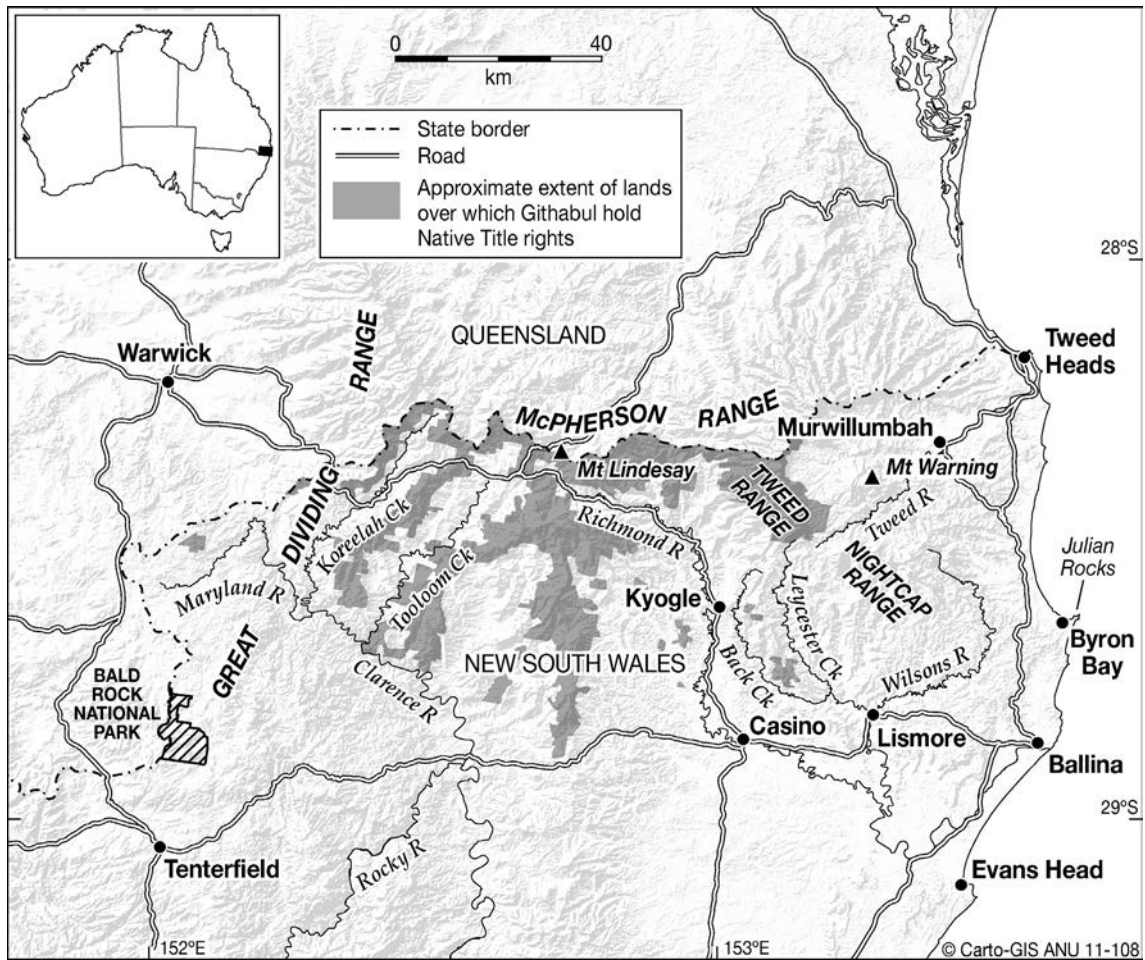 0
40
km
State border
Road
Approximate extent of lands
over which Githabul hold
Native Title rights
28°S
QUEENSLAND
RANGE
Warwick
Tweed
Heads
McPHERSON
RANGE
Murwillumbah
Mt Lindesay
Mt Warning
TWEED
RANGE
Tweed R
DIVIDING
Koreelah Ck
Richmond R
Tooloom Ck
NIGHTCAP
RANGE
Julian
Rocks
Maryland R
Kyogle
Leycester Ck
Byron
Bay
GREAT
NEW SOUTH WALES
Clarence R
Back Ck
Wilsons R
BALD
ROCK
NATIONAL
PARK
Casino
Lismore
Ballina
29°S
Tenterfield
Rocky R
Evans Head
152°E
153°E
© Carto-GIS ANU 11-108